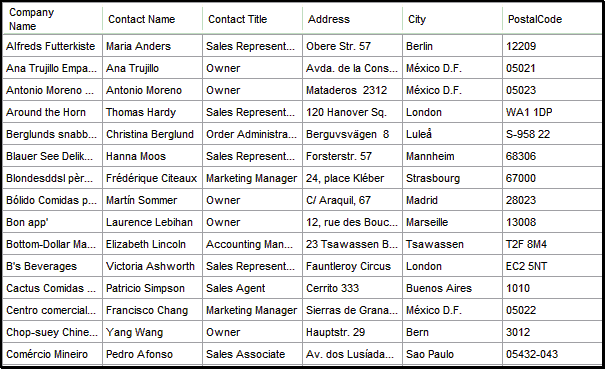 Company Name Contact Name Contact Title Address City PostalCode
Alfreds Futterkiste Maria Anders Sales Represent... Obere Str. 57 Berlin 12209
Ana Trujillo Empa... Ana Trujillo Owner Avda. de la Cons... México D.F. 05021
Antonio Moreno ... Antonio Moreno Owner Mataderos  2312 México D.F. 05023
Around the Horn Thomas Hardy Sales Represent... 120 Hanover Sq. London WA1 1DP
Berglunds snabb... Christina Berglund Order Administra... Berguvsvägen  8 Luleå S-958 22
Blauer See Delik... Hanna Moos Sales Represent... Forsterstr. 57 Mannheim 68306
Blondesddsl pèr... Frédérique Citeaux Marketing Manager 24, place Kléber Strasbourg 67000
Bólido Comidas p... Martín Sommer Owner C/ Araquil, 67 Madrid 28023
Bon app' Laurence Lebihan Owner 12, rue des Bouc... Marseille 13008
Bottom-Dollar Ma... Elizabeth Lincoln Accounting Man... 23 Tsawassen B... Tsawassen T2F 8M4
B's Beverages Victoria Ashworth Sales Represent... Fauntleroy Circus London EC2 5NT
Cactus Comidas ... Patricio Simpson Sales Agent Cerrito 333 Buenos Aires 1010
Centro comercial... Francisco Chang Marketing Manager Sierras de Grana... México D.F. 05022
Chop-suey Chine... Yang Wang Owner Hauptstr. 29 Bern 3012
Comércio Mineiro Pedro Afonso Sales Associate Av. dos Lusíada... Sao Paulo 05432-043